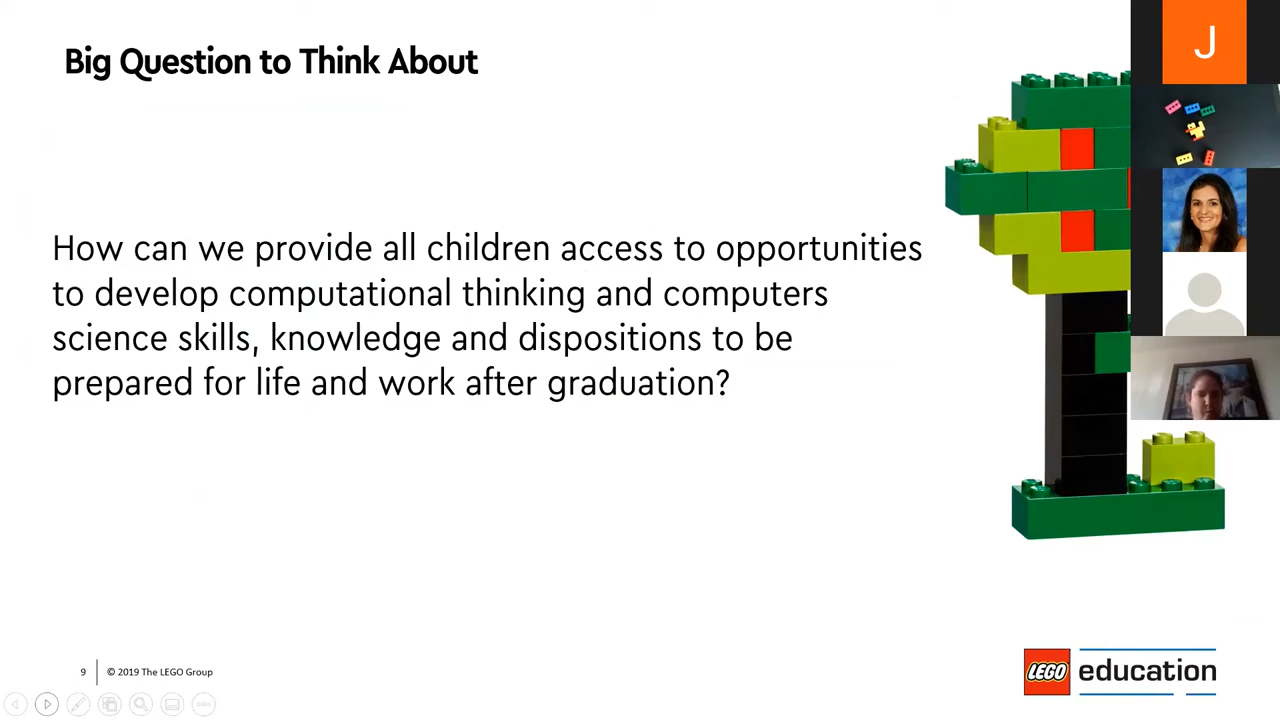 Big Question to Think About
J
How can we provide all children access to opportunities
to develop computational thinking and computers
science skills, knowledge and dispositions to be
prepared for life and work after graduation?
9 © 2019 The LEGO Group
LEGO education